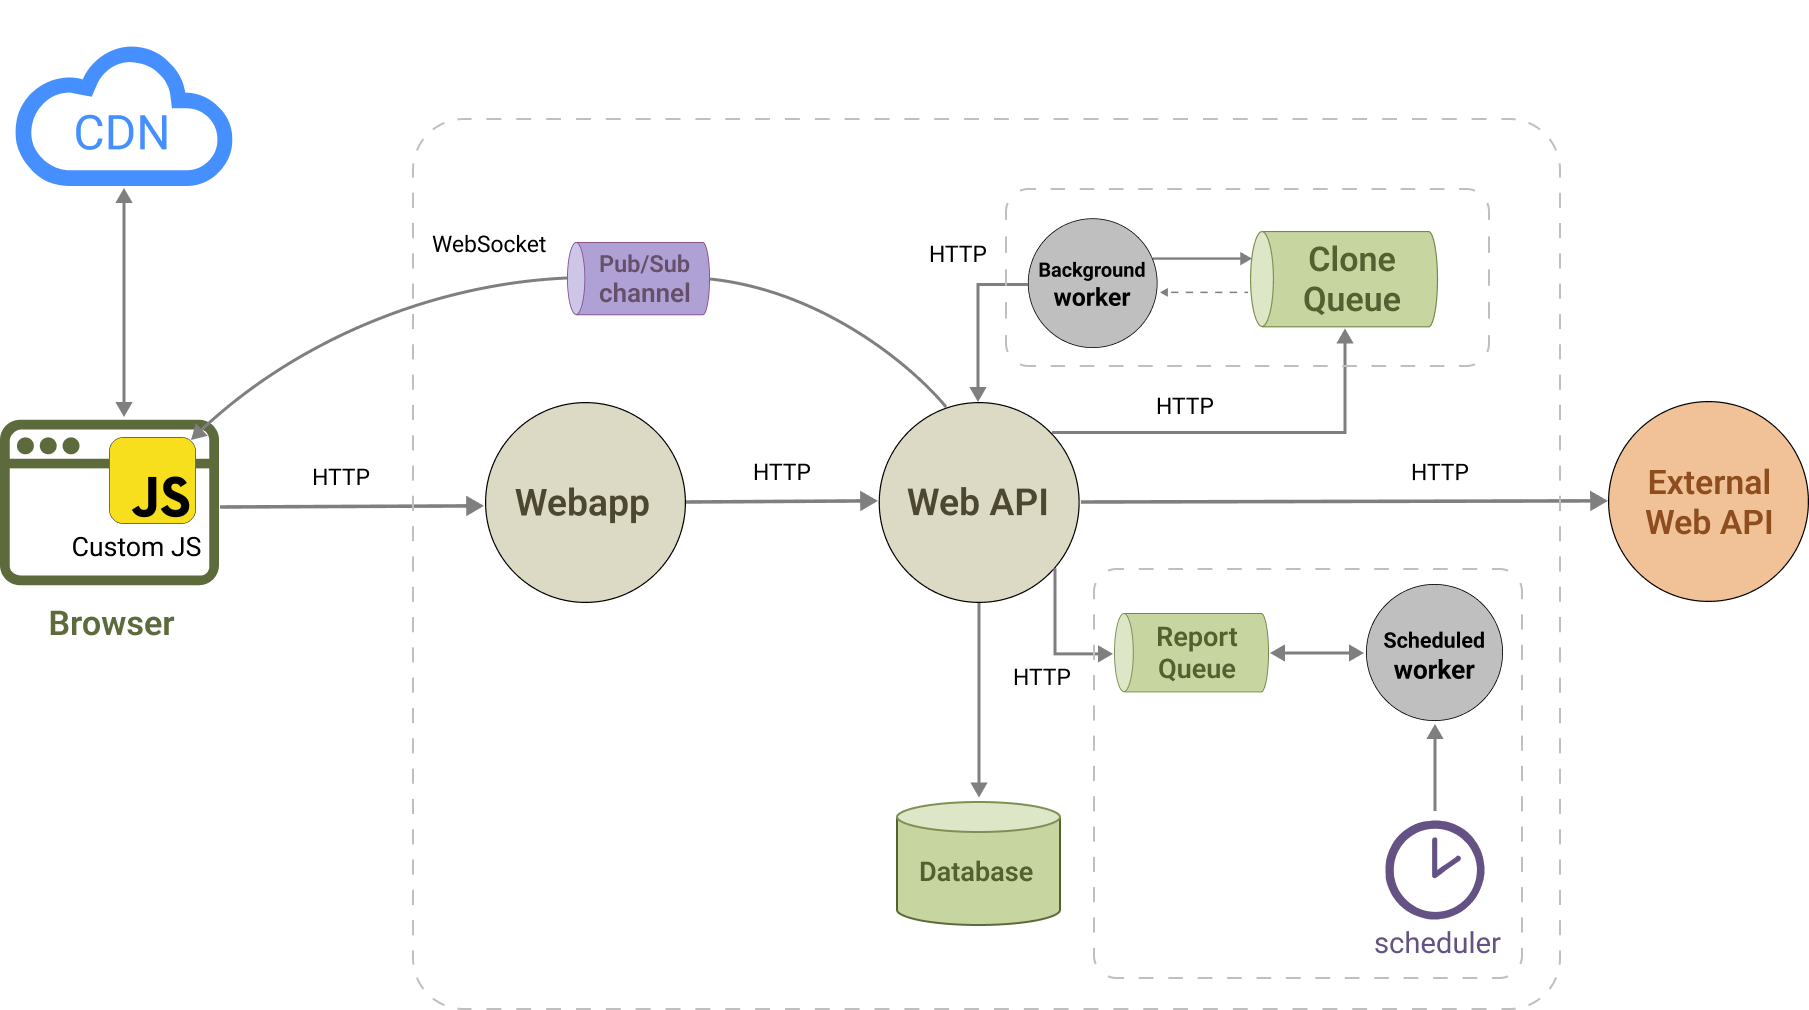 CDN
WebSocket
Pub/Sub
channel
HTTP
Background
worker
Clone
Queue
HTTP
JS
Custom JS
Browser
HTTP
Webapp
HTTP
Web API
HTTP
External
Web API
HTTP
Report
Queue
Scheduled
worker
Database
scheduler